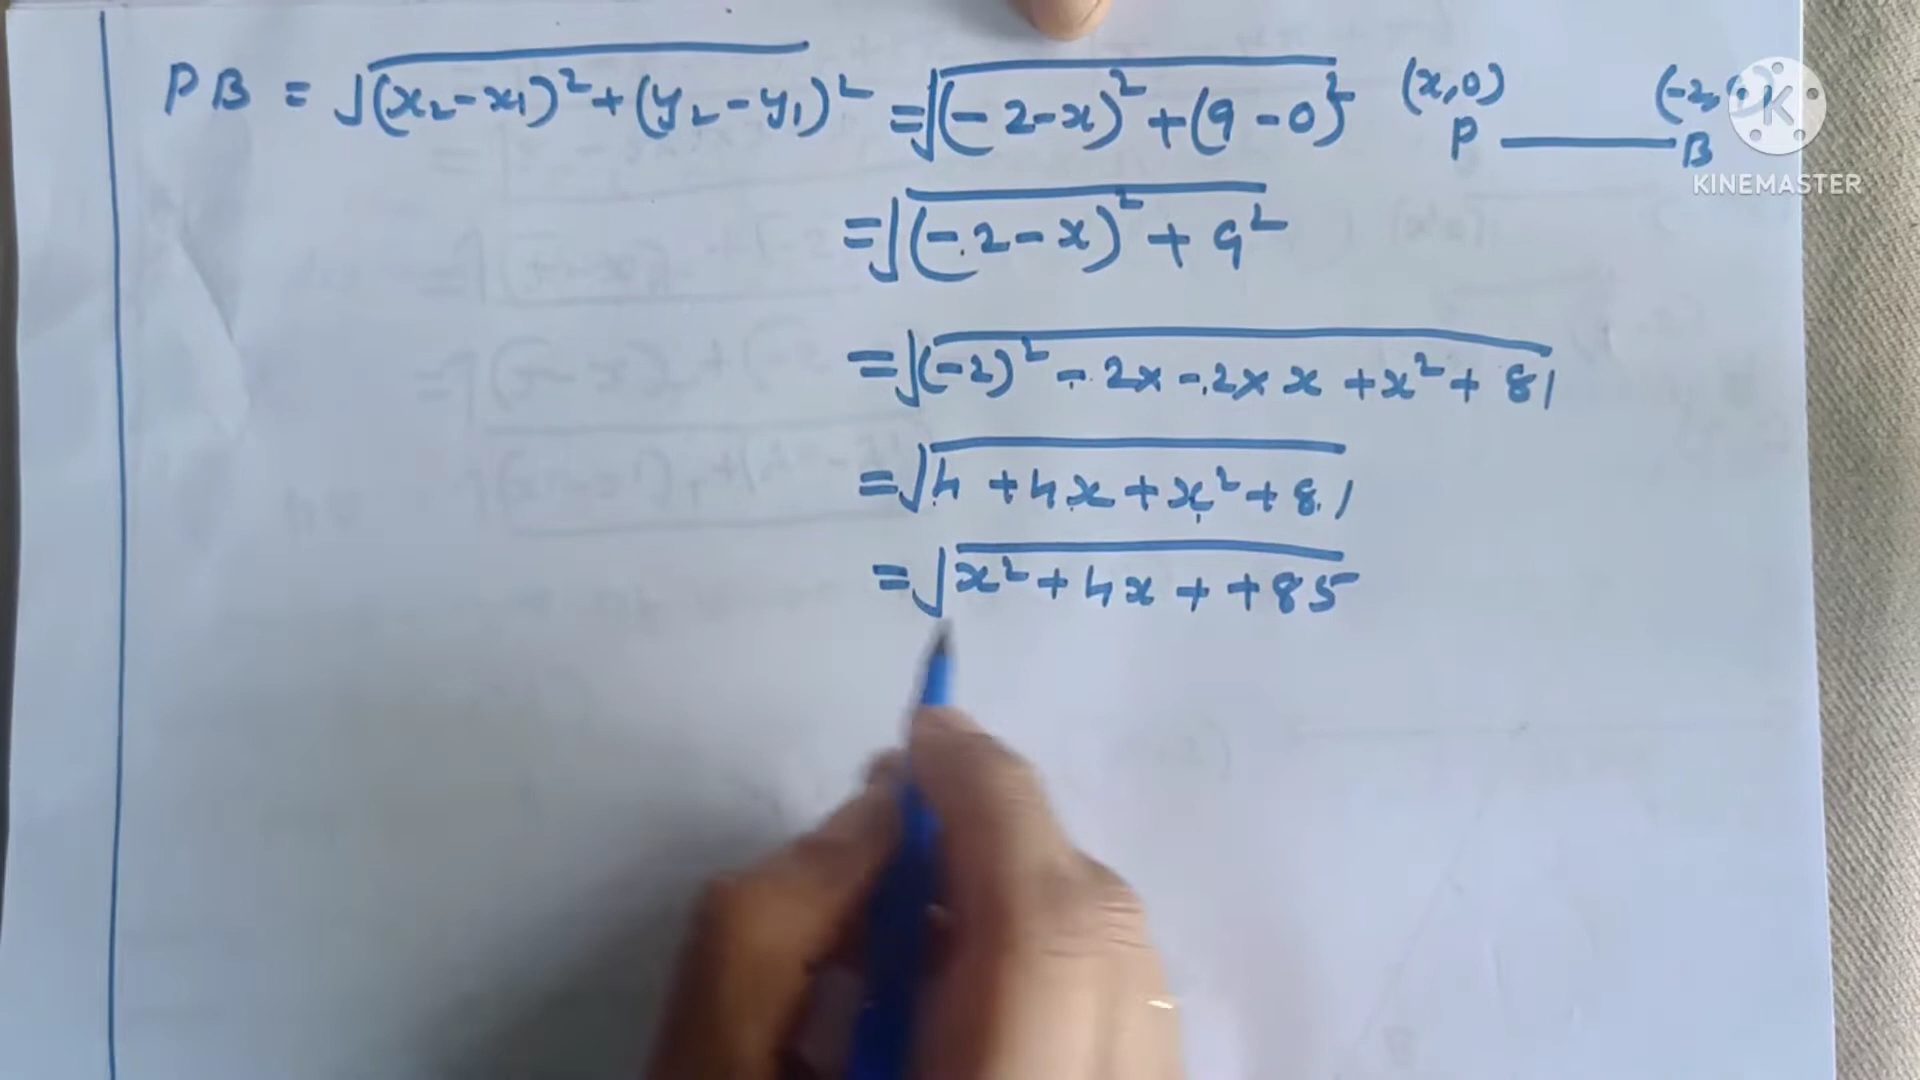 PB = √(x₂-x₁)² + (y₂-y₁)² = √(-2-x)² + (9-0)² (x,0) (-2,
P B
KINEMASTER
= √(-2-x)² + 9²
= √(-2)² - 2x - 2x x + x² + 81
= √4 + 4x + x² + 81
= √x² + 4x + + 85